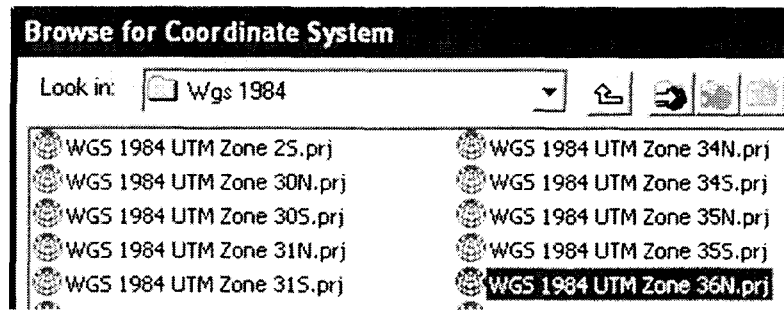 Browse for Coordinate System
Look in: Wgs 1984
WGS 1984 UTM Zone 2S.prj
WGS 1984 UTM Zone 30N.prj
WGS 1984 UTM Zone 30S.prj
WGS 1984 UTM Zone 31N.prj
WGS 1984 UTM Zone 31S.prj
WGS 1984 UTM Zone 34N.prj
WGS 1984 UTM Zone 34S.prj
WGS 1984 UTM Zone 35N.prj
WGS 1984 UTM Zone 35S.prj
WGS 1984 UTM Zone 36N.prj